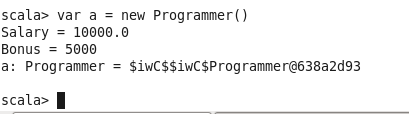 scala> var a = new Programmer()
Salary = 10000.0
Bonus = 5000
a: Programmer = $iwC$$iwC$Programmer@638a2d93
scala>